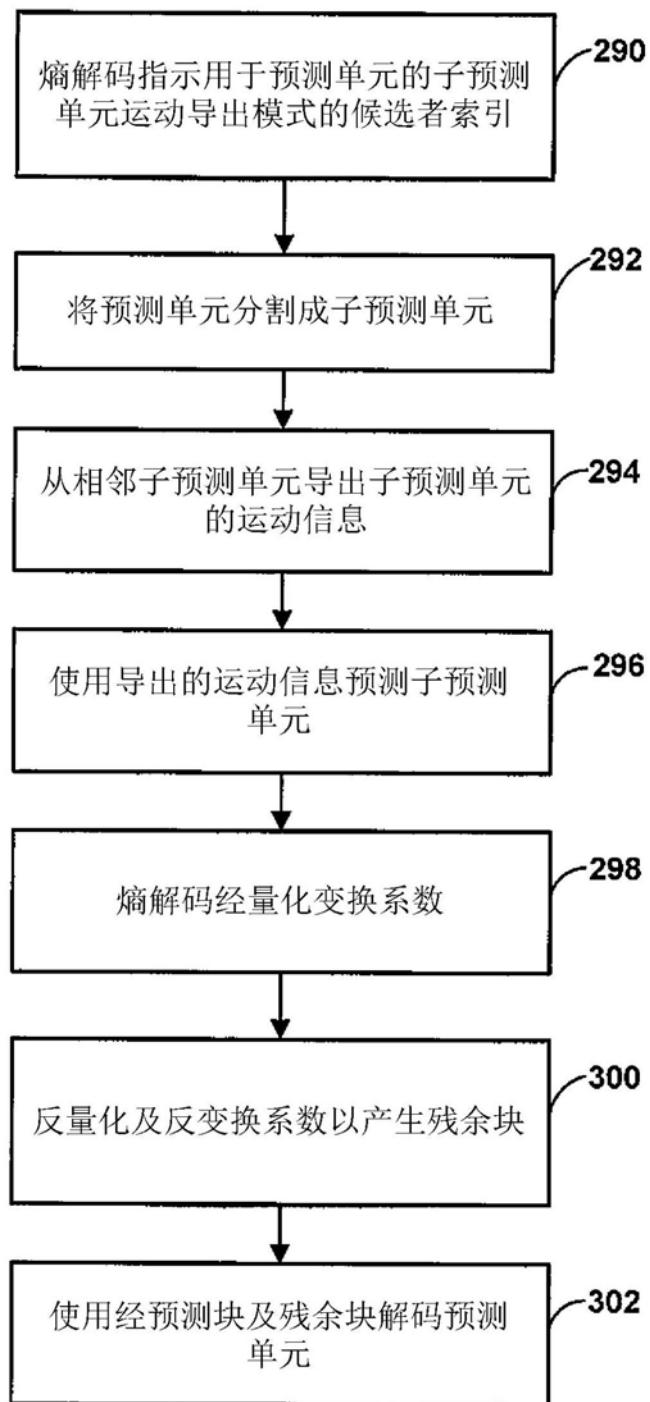 熵解码指示用于预测单元的子预测
单元运动导出模式的候选者索引
290
将预测单元分割成子预测单元
292
从相邻子预测单元导出子预测单元
的运动信息
294
使用导出的运动信息预测子预测
单元
296
熵解码经量化变换系数
298
反量化及反变换系数以产生残余块
300
使用经预测块及残余块解码预测
单元
302